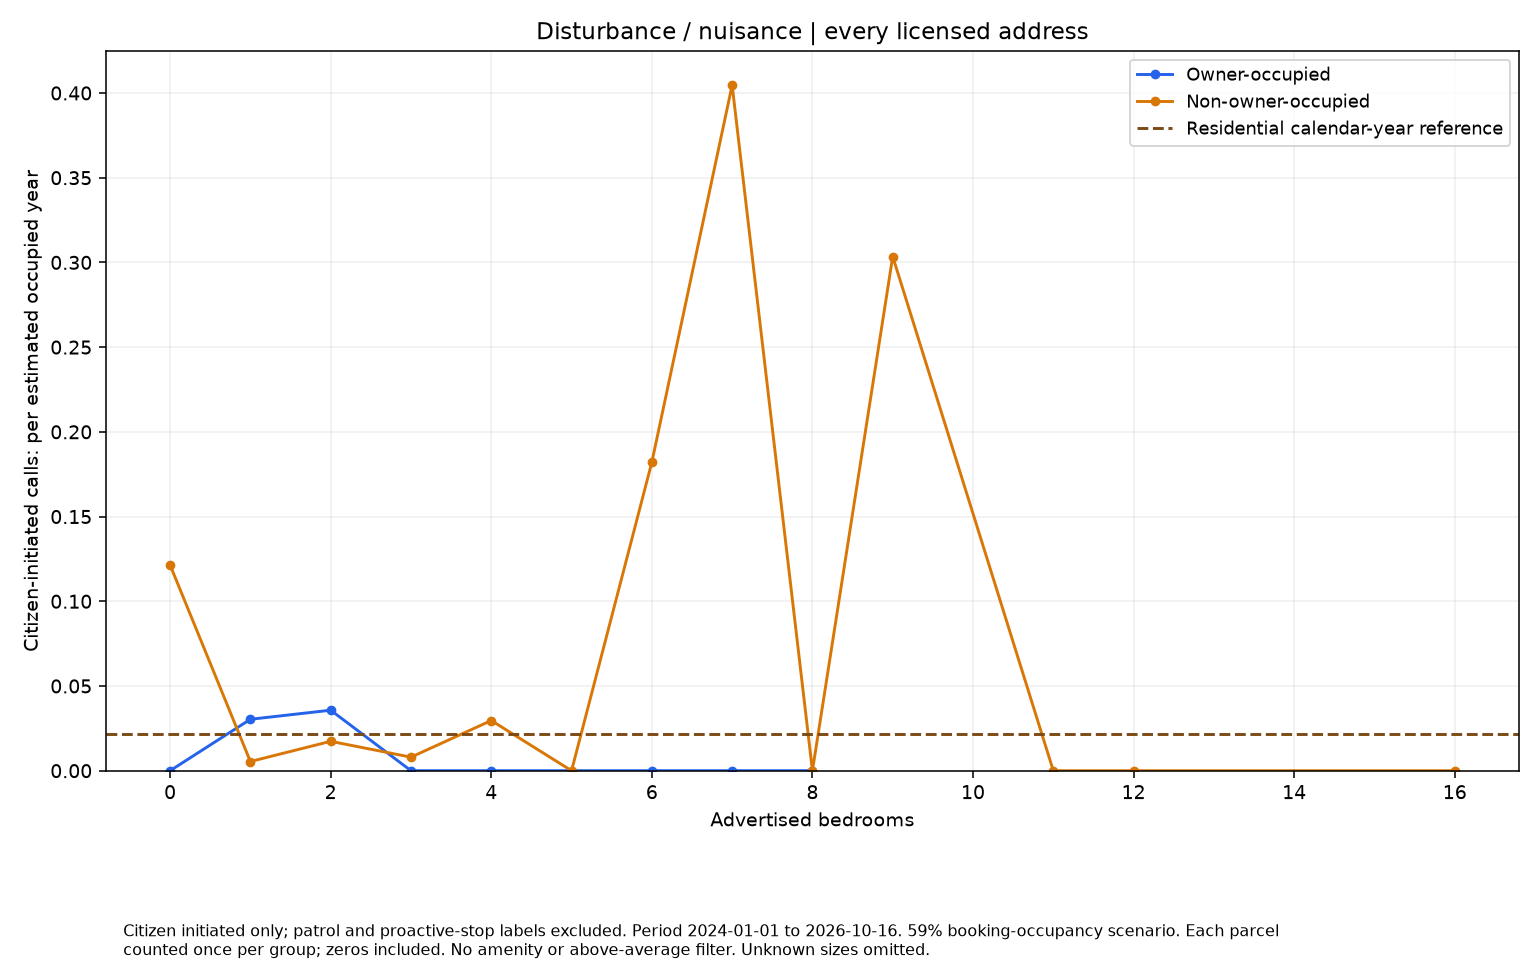 Disturbance / nuisance | every licensed address
Owner-occupied
Non-owner-occupied
Residential calendar-year reference
Citizen-initiated calls: per estimated occupied year
0.40
0.35
0.30
0.25
0.20
0.15
0.10
0.05
0.00
0 2 4 6 8 10 12 14 16
Advertised bedrooms
Citizen initiated only; patrol and proactive-stop labels excluded. Period 2024-01-01 to 2026-10-16. 59% booking-occupancy scenario. Each parcel
counted once per group; zeros included. No amenity or above-average filter. Unknown sizes omitted.